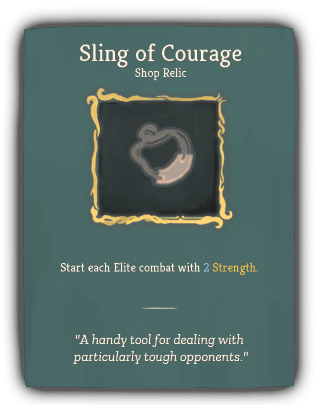 Sling of Courage
Shop Relic
Start each Elite combat with 2 Strength.
"A handy tool for dealing with
particularly tough opponents."